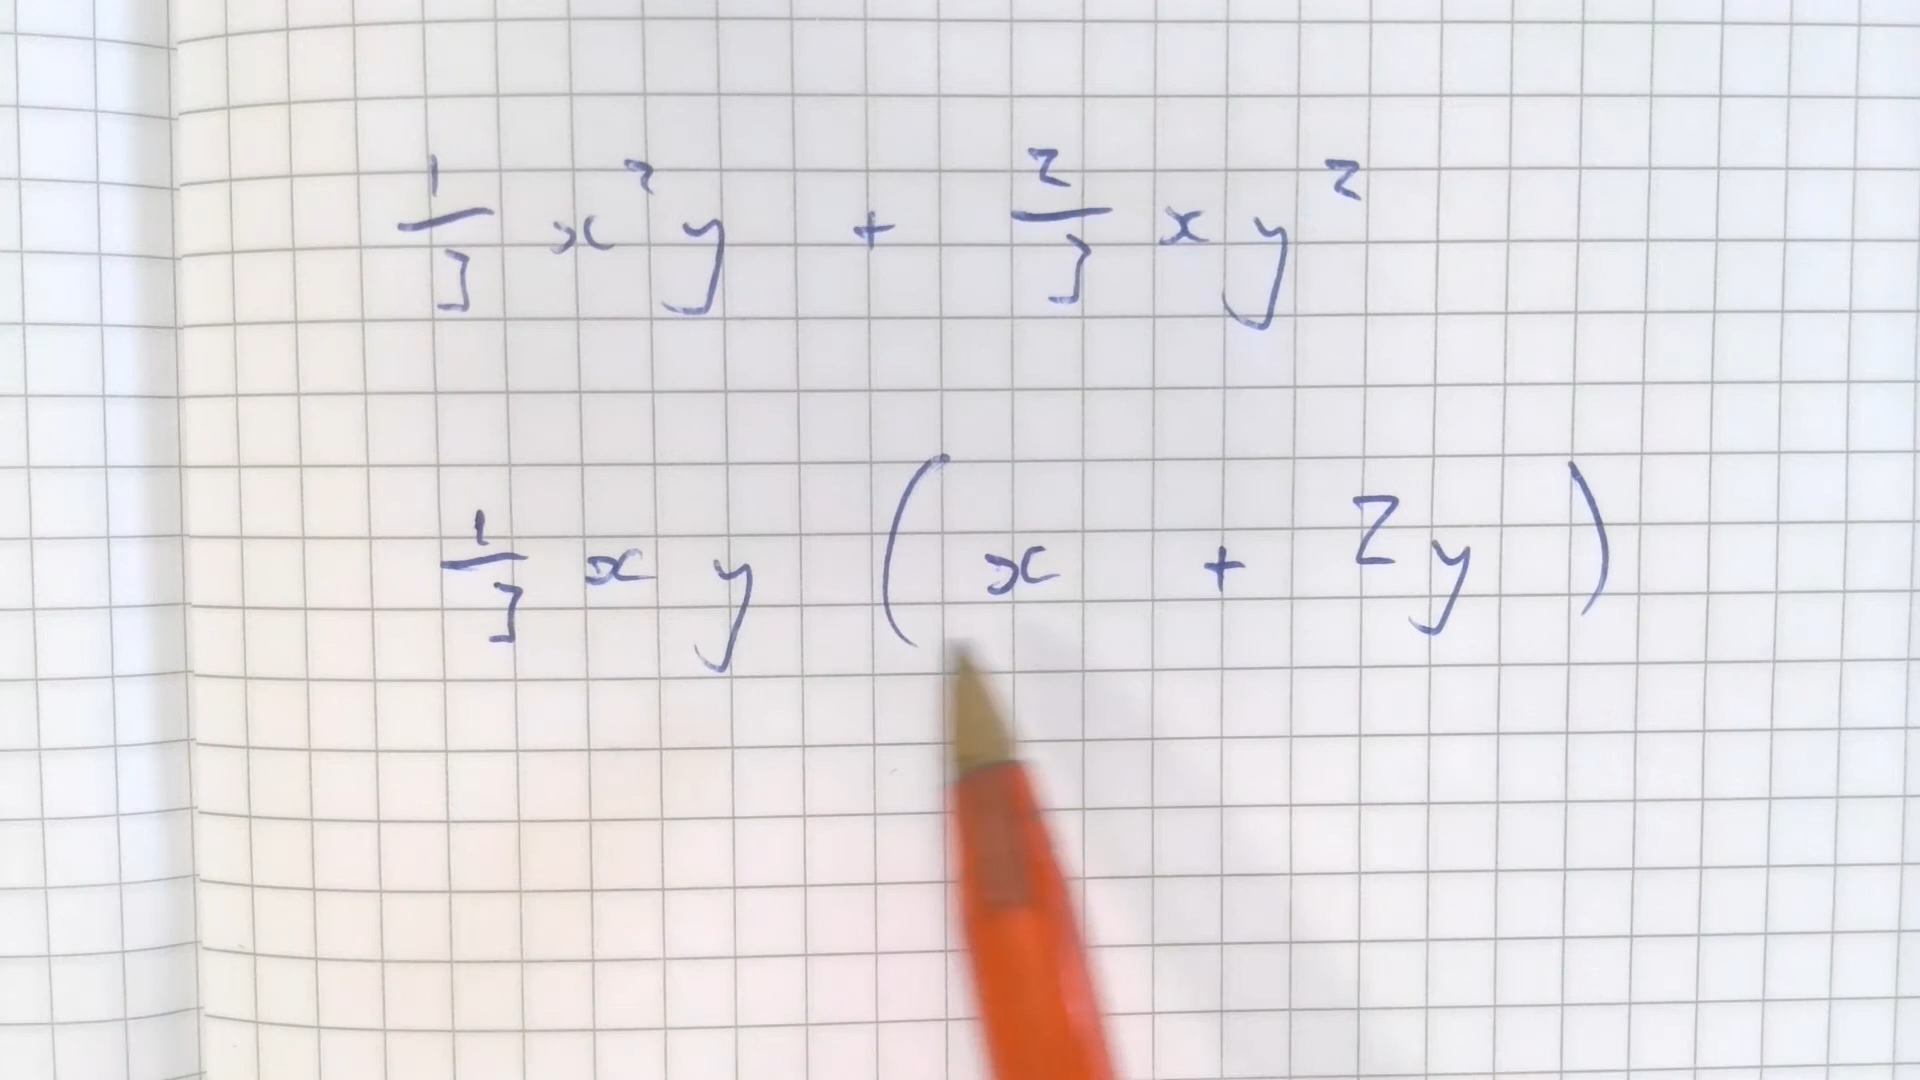 1/3 x²y + 2/3 xy²
1/3 xy (x + 2y)